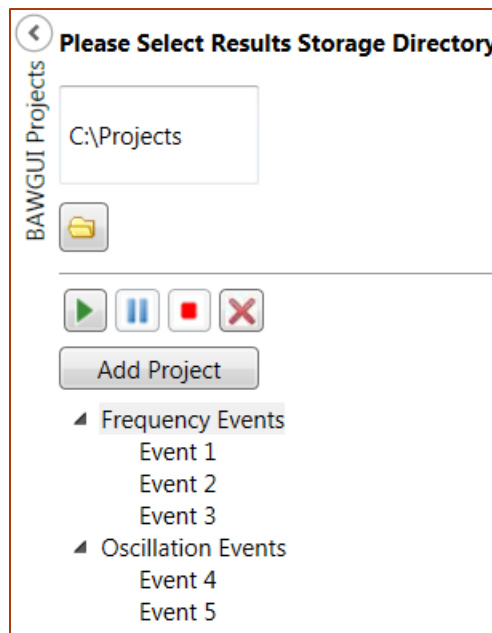 Please Select Results Storage Directory
BAWGUI Projects
C:\Projects
Add Project
Frequency Events
Event 1
Event 2
Event 3
Oscillation Events
Event 4
Event 5